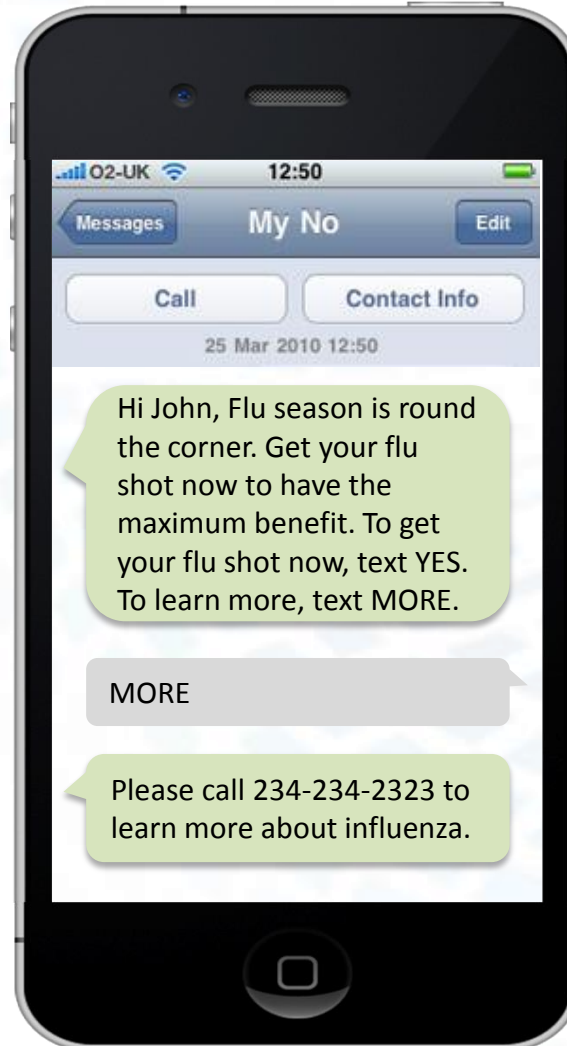 O2-UK 12:50
Messages My No Edit
Call Contact Info
25 Mar 2010 12:50
Hi John, Flu season is round
the corner. Get your flu
shot now to have the
maximum benefit. To get
your flu shot now, text YES.
To learn more, text MORE.
MORE
Please call 234-234-2323 to
learn more about influenza.